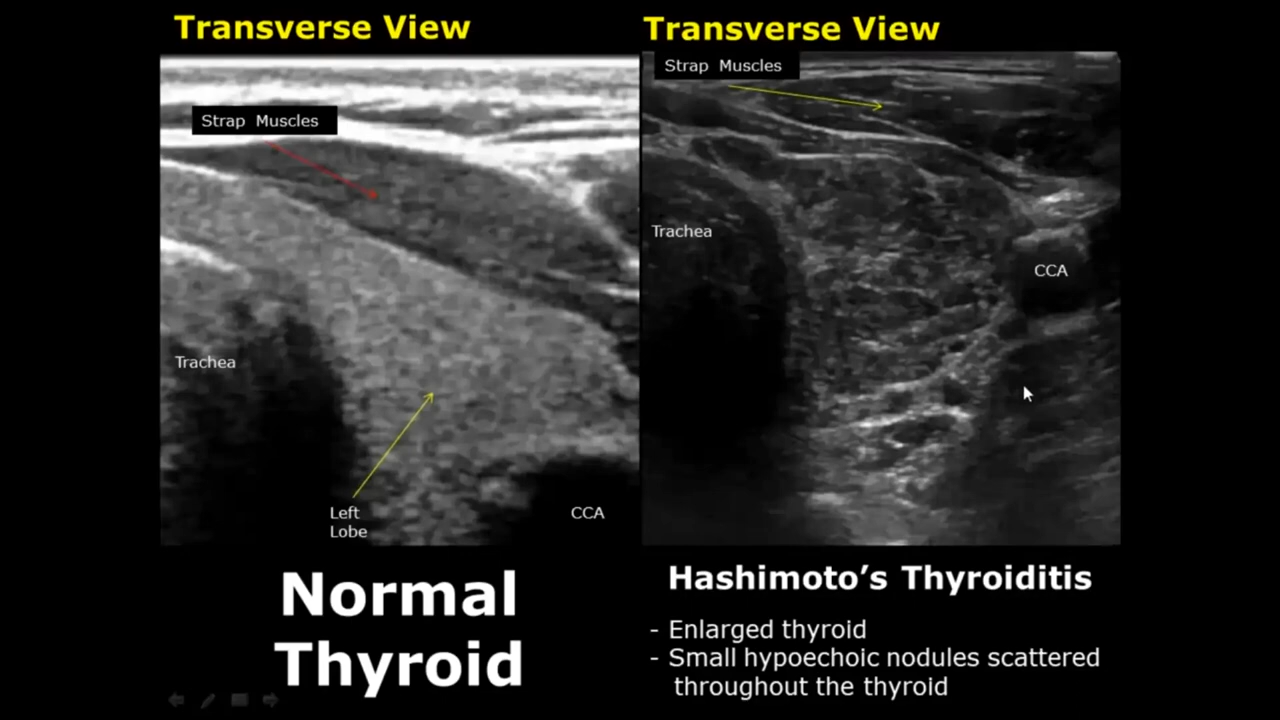 Transverse View
Strap Muscles
Trachea
Left
Lobe
CCA
Normal
Thyroid
Transverse View
Strap Muscles
Trachea
CCA
Hashimoto’s Thyroiditis
- Enlarged thyroid
- Small hypoechoic nodules scattered
throughout the thyroid